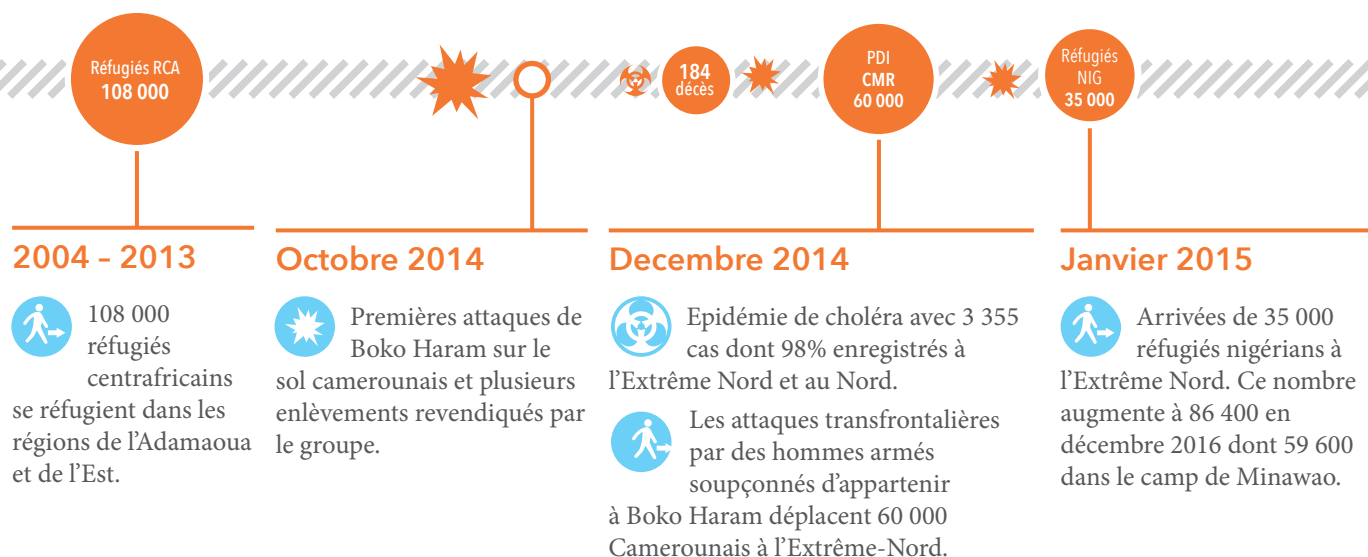 Réfugiés RCA
108 000
184
décès
PDI
CMR
60 000
Réfugiés
NIG
35 000
2004 – 2013
108 000
réfugiés
centrafricains
se réfugient dans les
régions de l’Adamaoua
et de l’Est.
Octobre 2014
Premières attaques de
Boko Haram sur le
sol camerounais et plusieurs
enlèvements revendiqués par
le groupe.
Decembre 2014
Epidémie de choléra avec 3 355
cas dont 98% enregistrés à
l’Extrême Nord et au Nord.
Les attaques transfrontalières
par des hommes armés
soupçonnés d’appartenir
à Boko Haram déplacent 60 000
Camerounais à l’Extrême-Nord.
Janvier 2015
Arrivées de 35 000
réfugiés nigérians à
l’Extrême Nord. Ce nombre
augmente à 86 400 en
décembre 2016 dont 59 600
dans le camp de Minawao.